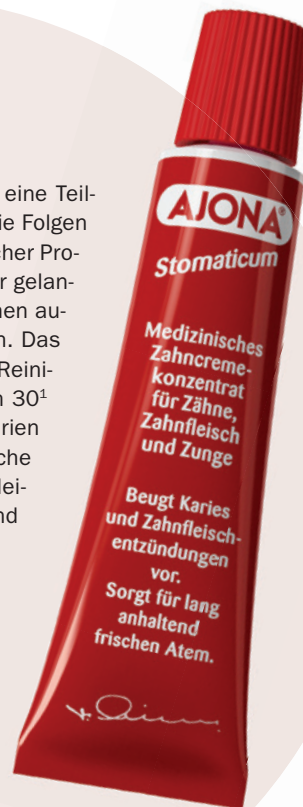 eine Teil-
ie Folgen
cher Pro-
r gelan-
nen au-
n. Das
Reini-
n 30¹
rien
che
lei-
nd
AJONA®
Stomaticum
Medizinisches
Zahncreme-
konzentrat
für Zähne,
Zahnfleisch
und Zunge
Beugt Karies
und Zahnfleisch-
entzündungen
vor.
Sorgt für lang
anhaltend
frischen Atem.